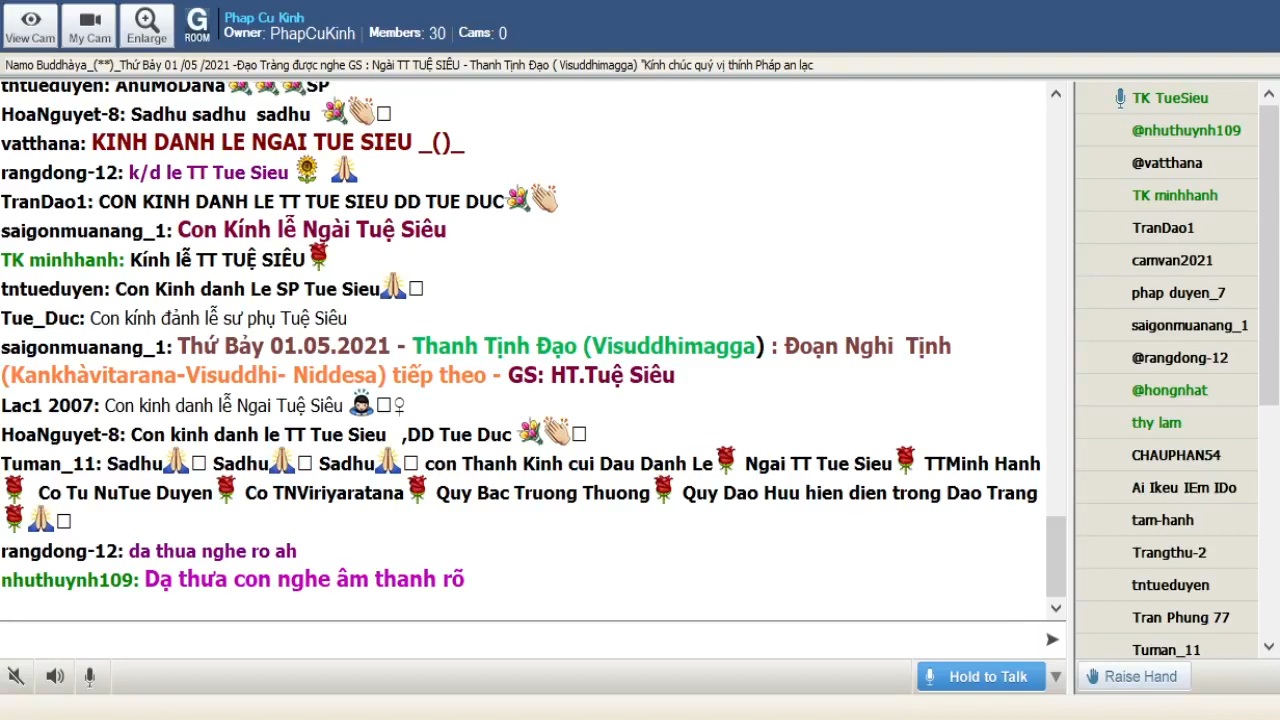 View Cam
My Cam
Enlarge
G
ROOM
Phap Cu Kinh
Owner: PhapCuKinh | Members: 30 | Cams: 0
Namo Buddhàya_(**)_Thứ Bảy 01 /05 /2021 -Đạo Tràng được nghe GS : Ngài TT TUỆ SIÊU - Thanh Tịnh Đạo ( Visuddhimagga) "Kính chúc quý vị thính Pháp an lạc
tntueduyen: AnuMoDaNa SP
HoaNguyet-8: Sadhu sadhu sadhu
vatthana: KINH DANH LE NGAI TUE SIEU _()_
rangdong-12: k/d le TT Tue Sieu
TranDao1: CON KINH DANH LE TT TUE SIEU DD TUE DUC
saigonmuanang_1: Con Kính lễ Ngài Tuệ Siêu
TK minhhanh: Kính lễ TT TUỆ SIÊU
tntueduyen: Con Kinh danh Le SP Tue Sieu
Tue_Duc: Con kính đảnh lễ sư phụ Tuệ Siêu
saigonmuanang_1: Thứ Bảy 01.05.2021 - Thanh Tịnh Đạo (Visuddhimagga) : Đoạn Nghi Tịnh
(Kankhàvitarana-Visuddhi- Niddesa) tiếp theo - GS: HT.Tuệ Siêu
Lac1 2007: Con kinh danh lễ Ngai Tuệ Siêu
HoaNguyet-8: Con kinh danh le TT Tue Sieu ,DD Tue Duc
Tuman_11: Sadhu Sadhu Sadhu con Thanh Kinh cui Dau Danh Le Ngai TT Tue Sieu TTMinh Hanh
Co Tu NuTue Duyen Co TNViriyaratana Quy Bac Truong Thuong Quy Dao Huu hien dien trong Dao Trang
rangdong-12: da thua nghe ro ah
nhuthuynh109: Dạ thưa con nghe âm thanh rõ
Hold to Talk
TK TueSieu
@nhuthuynh109
@vatthana
TK minhhanh
TranDao1
camvan2021
phap duyen_7
saigonmuanang_1
@rangdong-12
@hongnhat
thy lam
CHAUPHAN54
Ai Ikeu IEm IDo
tam-hanh
Trangthu-2
tntueduyen
Tran Phung 77
Tuman_11
Raise Hand